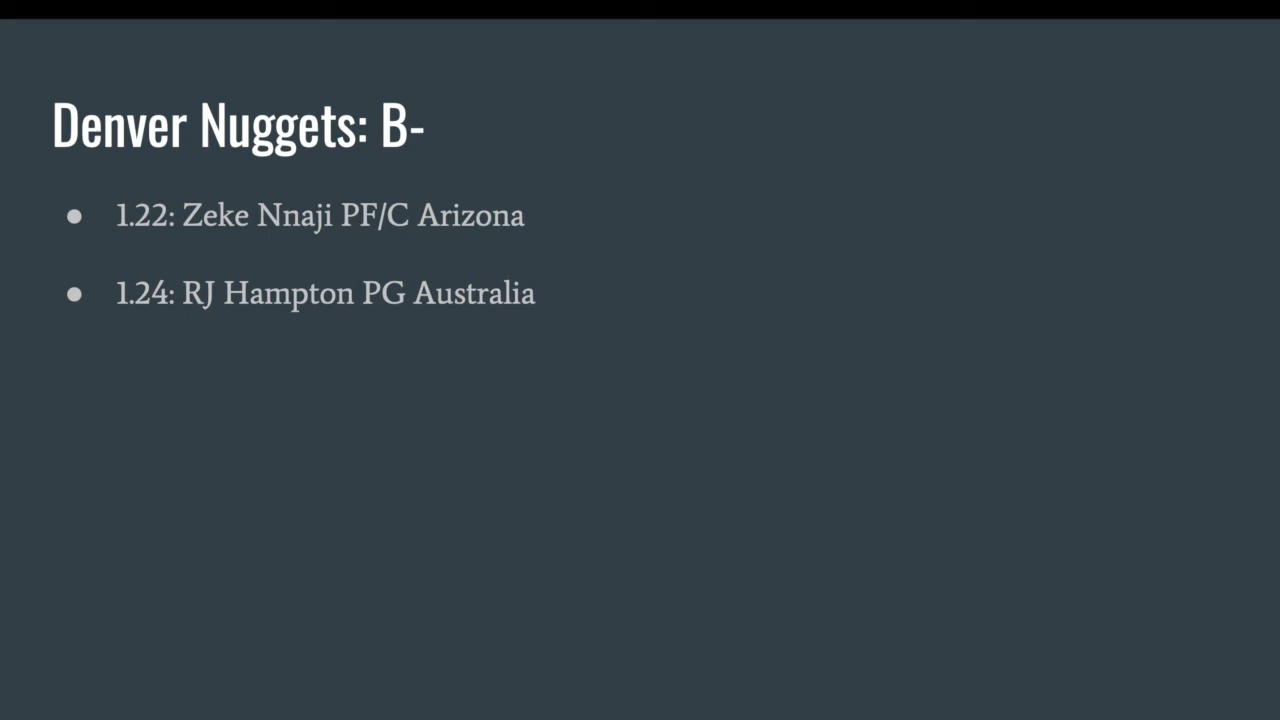 Denver Nuggets: B-
● 1.22: Zeke Nnaji PF/C Arizona
● 1.24: RJ Hampton PG Australia